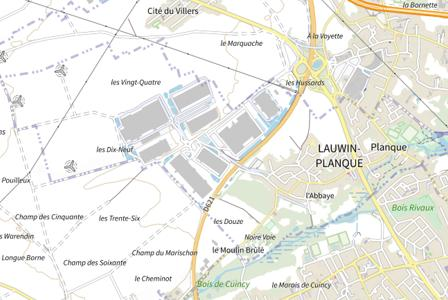 Cité du Villers
la Bornette
À la Voyette
le Marquache
les Vingt-Quatre
les Hussards
les Dix-Neuf
LAUWIN-
PLANQUE
Planque
Pouilleux
l'Abbaye
D621
Bois Rivaux
Champ des Cinquante
les Trente-Six
les Douze
s Warendin
Noire Voie
Longue Borne
Champ du Marischan
le Moulin Brûlé
Champ des Soixante
le Cheminot
Bois de Cuincy
le Marais de Cuincy